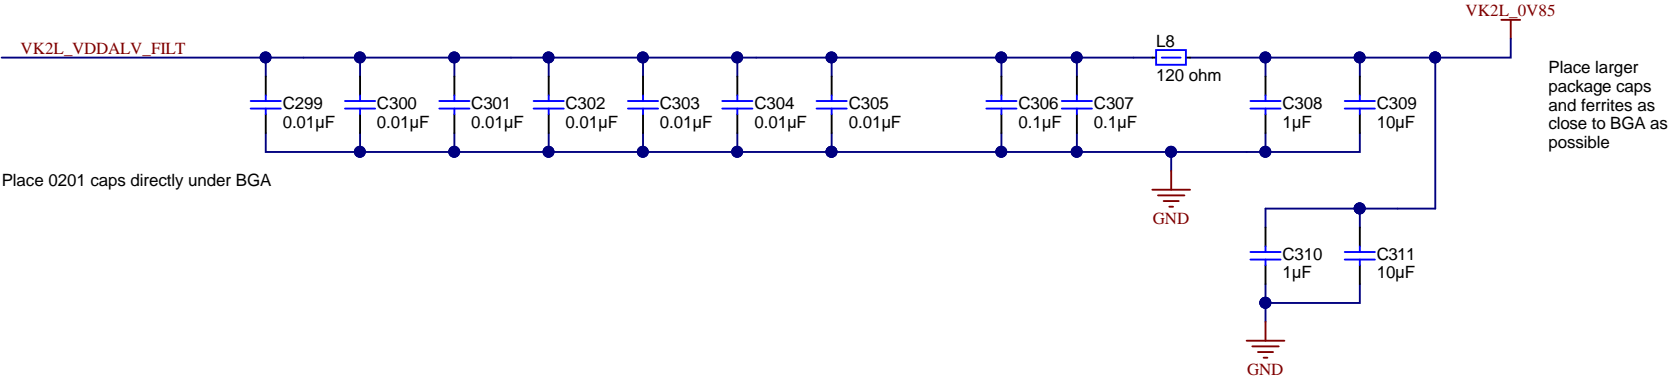 VK2L_0V85
VK2L_VDDALV_FILT
L8
120 ohm
Place larger
package caps
and ferrites as
close to BGA as
possible
C299
0.01µF
C300
0.01µF
C301
0.01µF
C302
0.01µF
C303
0.01µF
C304
0.01µF
C305
0.01µF
C306
0.1µF
C307
0.1µF
C308
1µF
C309
10µF
Place 0201 caps directly under BGA
GND
C310
1µF
C311
10µF
GND